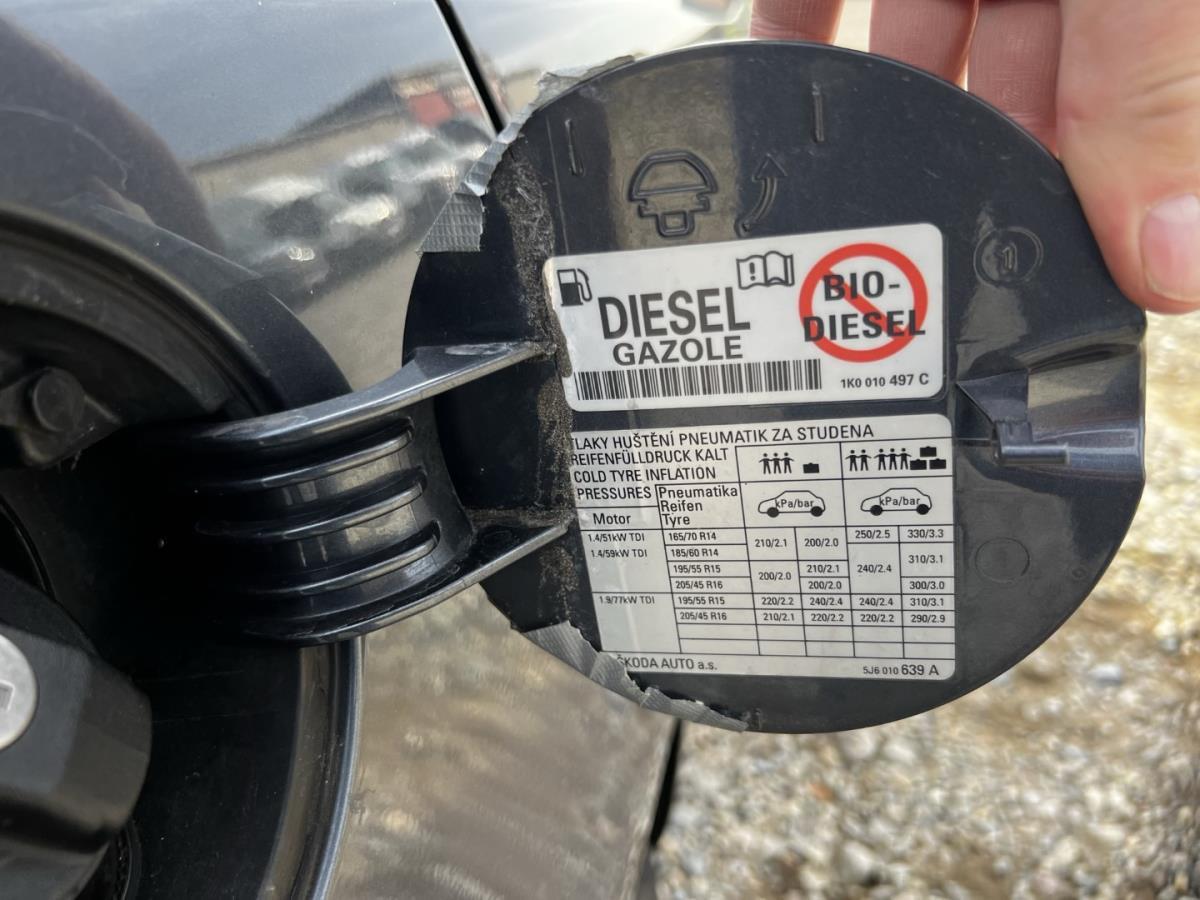 DIESEL
GAZOLE
BIO-
DIESEL
1K0 010 497 C
1
TLAKY HUŠTĚNÍ PNEUMATIK ZA STUDENA
REIFENFÜLLDRUCK KALT
COLD TYRE INFLATION
PRESSURES
Pneumatika
Reifen
Tyre
kPa/bar
kPa/bar
Motor
1.4/51kW TDI 165/70 R14 210/2.1 200/2.0 250/2.5 330/3.3
1.4/59kW TDI 185/60 R14 310/3.1
195/55 R15 200/2.0 210/2.1 240/2.4
205/45 R16 200/2.0 300/3.0
1.9/77kW TDI 195/55 R15 220/2.2 240/2.4 240/2.4 310/3.1
205/45 R16 210/2.1 220/2.2 220/2.2 290/2.9
ŠKODA AUTO a.s.
5J6 010 639 A